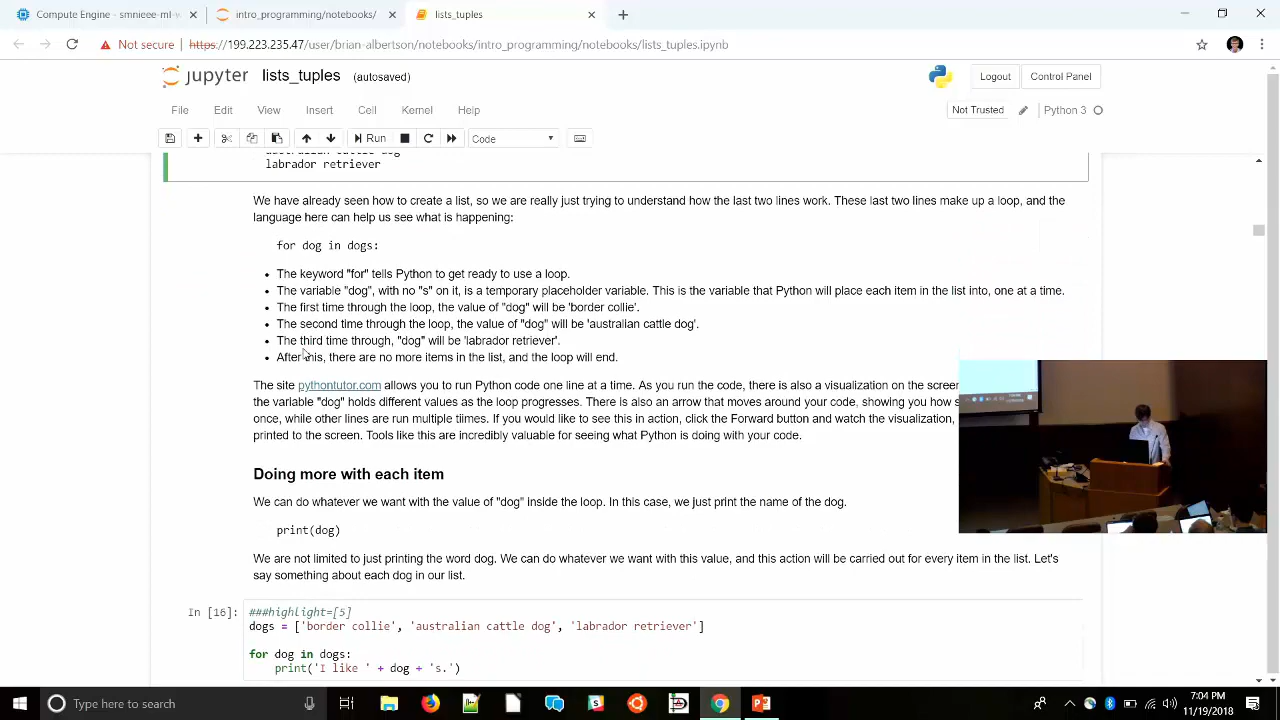 Compute Engine - smnieee-ml-w
intro_programming/notebooks/
lists_tuples
Not secure
https://199.223.235.47/user/brian-albertson/notebooks/intro_programming/notebooks/lists_tuples.ipynb
jupyter lists_tuples (autosaved)
Logout
Control Panel
File Edit View Insert Cell Kernel Help
Not Trusted
Python 3
Run
Code
australian cattle dog
labrador retriever
We have already seen how to create a list, so we are really just trying to understand how the last two lines work. These last two lines make up a loop, and the
language here can help us see what is happening:
for dog in dogs:
• The keyword "for" tells Python to get ready to use a loop.
• The variable "dog", with no "s" on it, is a temporary placeholder variable. This is the variable that Python will place each item in the list into, one at a time.
• The first time through the loop, the value of "dog" will be 'border collie'.
• The second time through the loop, the value of "dog" will be 'australian cattle dog'.
• The third time through, "dog" will be 'labrador retriever'.
• After this, there are no more items in the list, and the loop will end.
The site pythontutor.com allows you to run Python code one line at a time. As you run the code, there is also a visualization on the screen
the variable "dog" holds different values as the loop progresses. There is also an arrow that moves around your code, showing you how
once, while other lines are run multiple tiimes. If you would like to see this in action, click the Forward button and watch the visualization,
printed to the screen. Tools like this are incredibly valuable for seeing what Python is doing with your code.
Doing more with each item
We can do whatever we want with the value of "dog" inside the loop. In this case, we just print the name of the dog.
print(dog)
We are not limited to just printing the word dog. We can do whatever we want with this value, and this action will be carried out for every item in the list. Let's
say something about each dog in our list.
In [16]: ###highlight=[5]
dogs = ['border collie', 'australian cattle dog', 'labrador retriever']
for dog in dogs:
print('I like ' + dog + 's.')
Type here to search
7:04 PM
11/19/2018